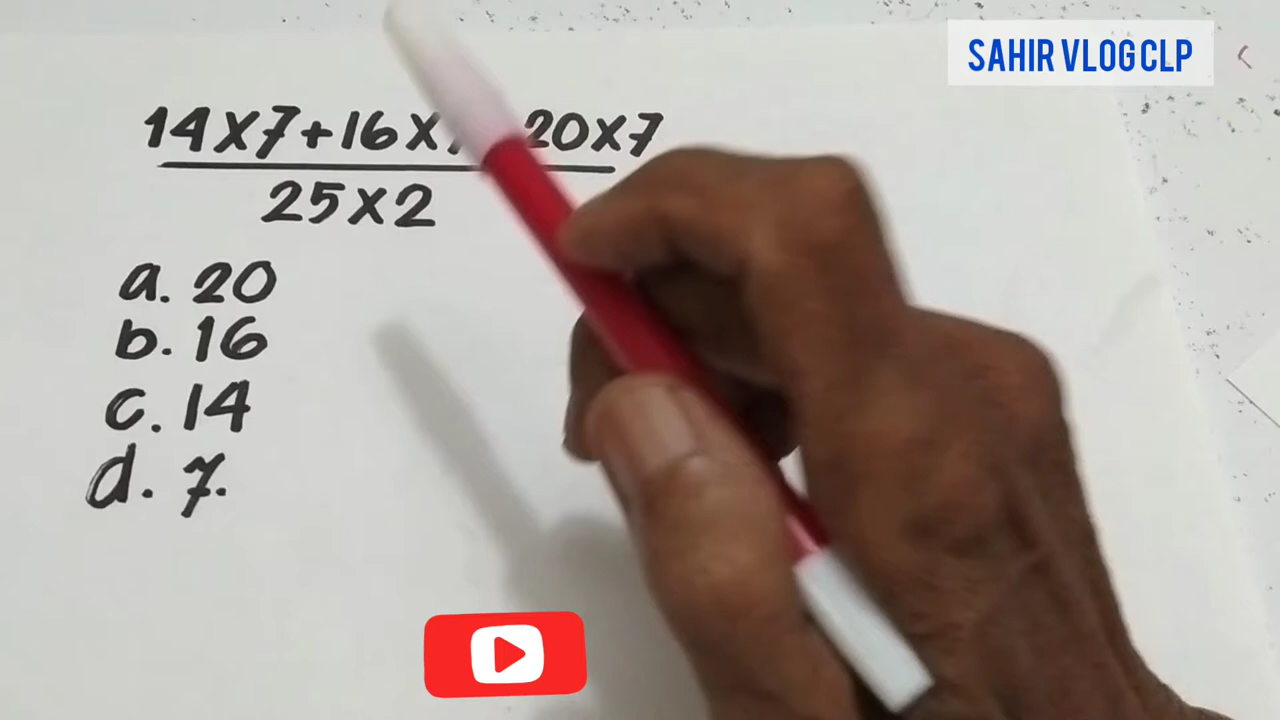 SAHIR VLOG CLP
14X7+16X 20X7
25X2
a. 20
b. 16
c. 14
d. 7.